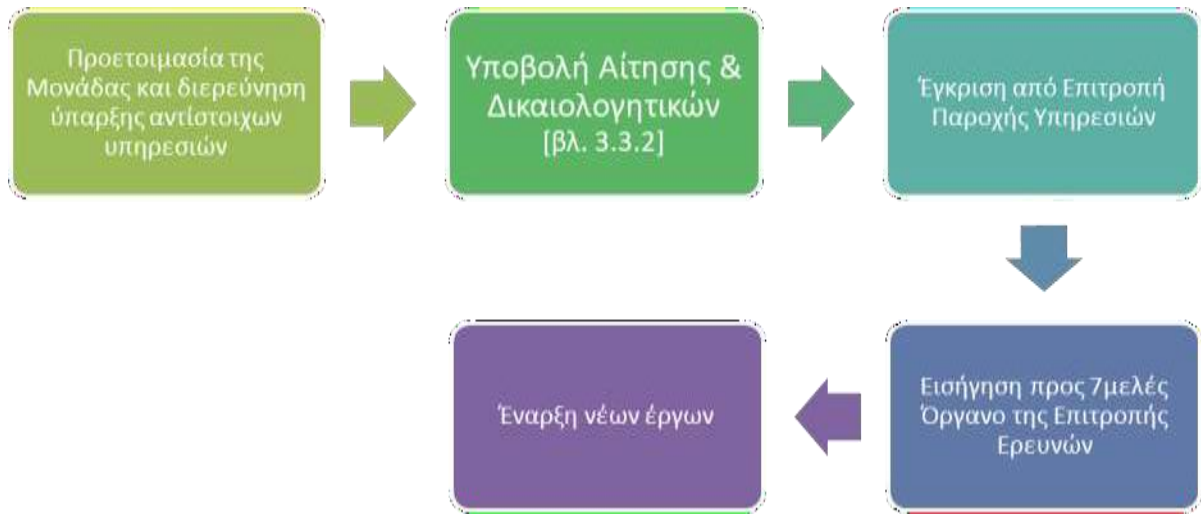 Προετοιμασία της
Μονάδας και διερεύνηση
ύπαρξης αντίστοιχων
υπηρεσιών
Υποβολή Αίτησης &
Δικαιολογητικών
[βλ. 3.3.2]
Έγκριση από Επιτροπή
Παροχής Υπηρεσιών
Εισήγηση προς 7μελές
Όργανο της Επιτροπής
Ερευνών
Έναρξη νέων έργων